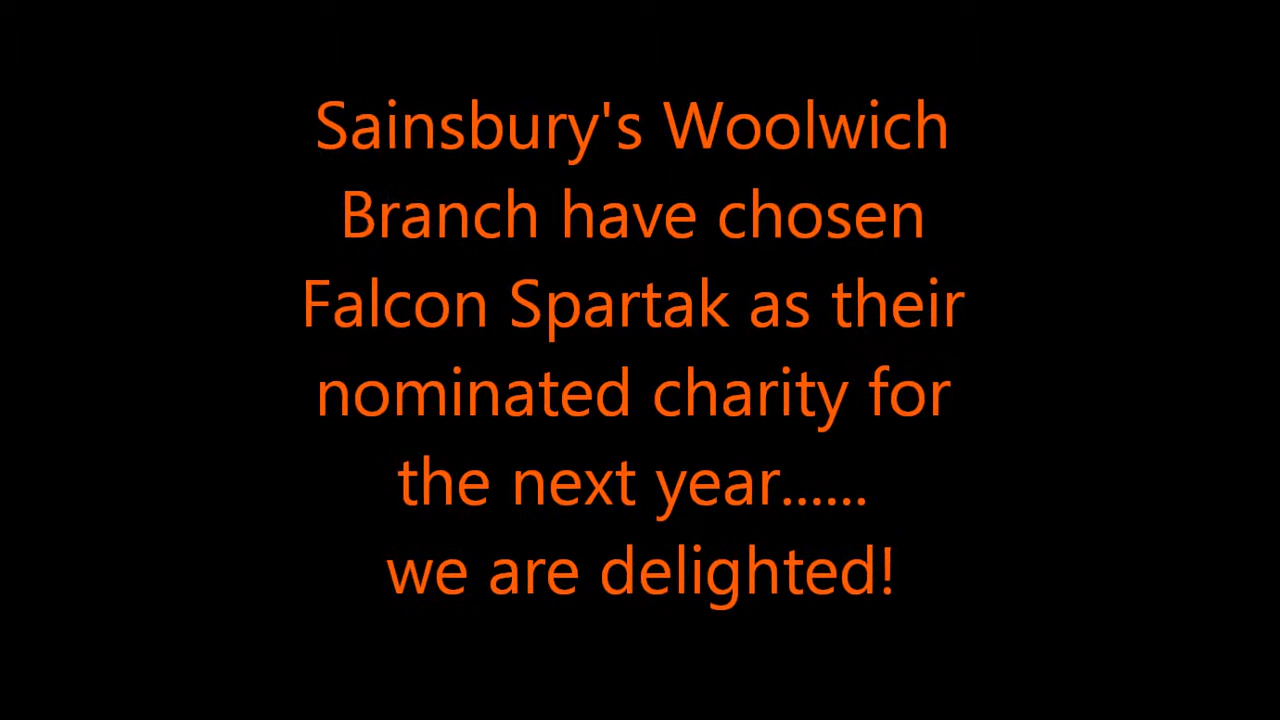 Sainsbury's Woolwich
Branch have chosen
Falcon Spartak as their
nominated charity for
the next year......
we are delighted!